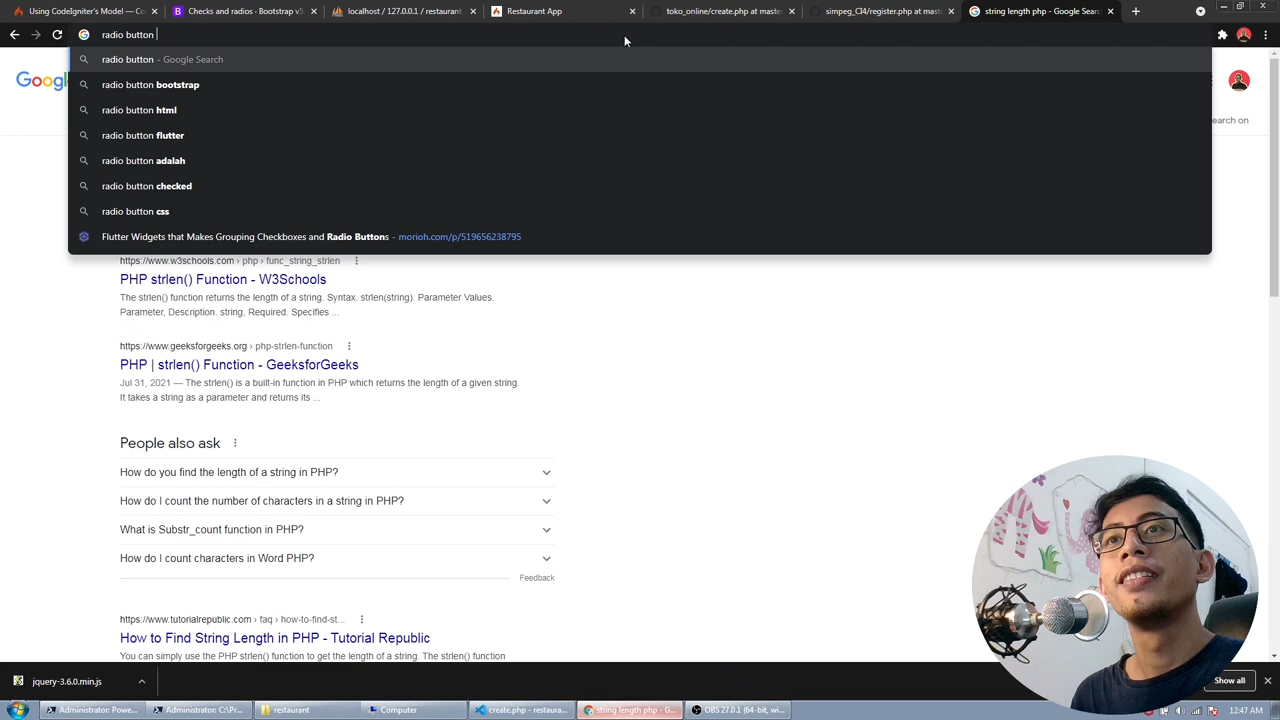 Using CodeIgniter's Model — Co
Checks and radios · Bootstrap v5
localhost / 127.0.0.1 / restauran
Restaurant App
toko_online/create.php at maste
simpeg_CI4/register.php at maste
string length php - Google Searc
radio button
radio button - Google Search
radio button bootstrap
radio button html
radio button flutter
radio button adalah
radio button checked
radio button css
Flutter Widgets that Makes Grouping Checkboxes and Radio Buttons - morioh.com/p/519656238795
Googl
earch on
https://www.w3schools.com › php › func_string_strlen
PHP strlen() Function - W3Schools
The strlen() function returns the length of a string. Syntax. strlen(string). Parameter Values.
Parameter, Description. string, Required. Specifies ...
https://www.geeksforgeeks.org › php-strlen-function
PHP | strlen() Function - GeeksforGeeks
Jul 31, 2021 — The strlen() is a built-in function in PHP which returns the length of a given string.
It takes a string as a parameter and returns its ...
People also ask
How do you find the length of a string in PHP?
How do I count the number of characters in a string in PHP?
What is Substr_count function in PHP?
How do I count characters in Word PHP?
Feedback
https://www.tutorialrepublic.com › faq › how-to-find-st...
How to Find String Length in PHP - Tutorial Republic
You can simply use the PHP strlen() function to get the length of a string. The strlen() function
jquery-3.6.0.min.js
Show all
Administrator: Powe...
Administrator: C:\Pr...
restaurant
Computer
create.php - restaura...
string length php - G...
OBS 27.0.1 (64-bit, wi...
12:47 AM